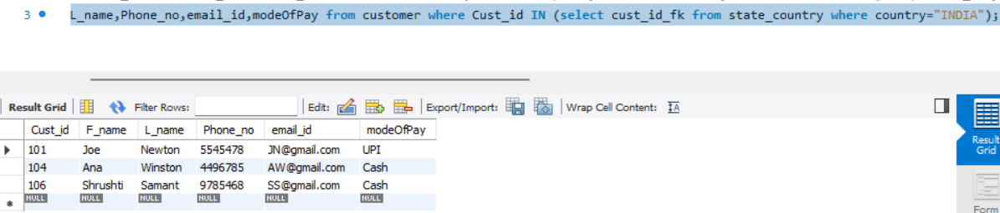 3 L_name,Phone_no,email_id,modeOfPay from customer where Cust_id IN (select cust_id_fk from state_country where country="INDIA");
Result Grid Filter Rows: Edit: Export/Import: Wrap Cell Content: IA
Cust_id F_name L_name Phone_no email_id modeOfPay
101 Joe Newton 5545478 JN@gmail.com UPI
104 Ana Winston 4496785 AW@gmail.com Cash
106 Shrushti Samant 9785468 SS@gmail.com Cash
NULL NULL NULL NULL NULL NULL
Result
Grid
Form